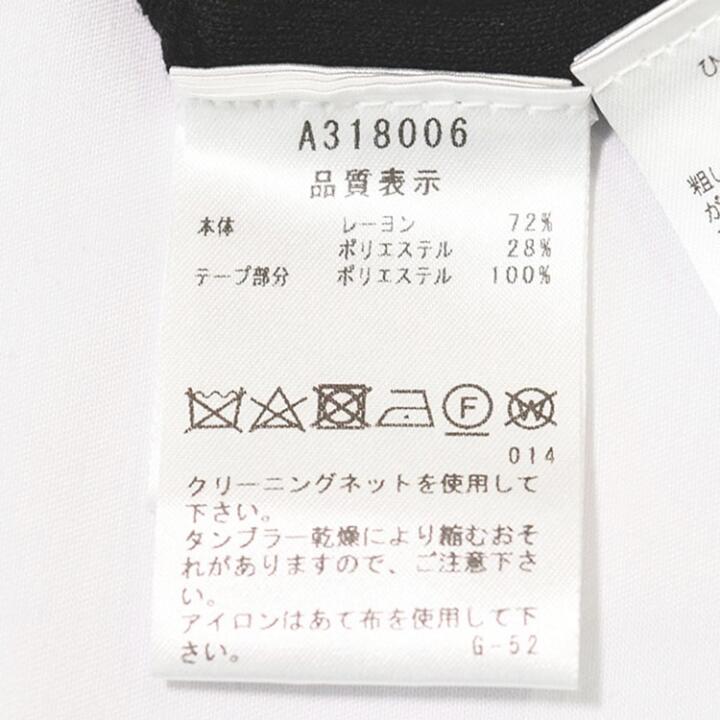 A318006
品質表示
本体 レーヨン 72%
ポリエステル 28%
テープ部分 ポリエステル 100%
F W
014
クリーニングネットを使用して
下さい。
タンブラー乾燥により縮むおそ
れがありますので、ご注意下さ
い。
アイロンはあて布を使用して下
さい。 G-52
ひ
粗し
が